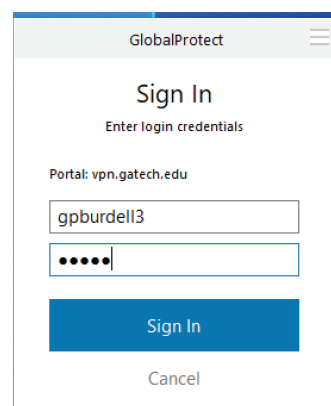 GlobalProtect
Sign In
Enter login credentials
Portal: vpn.gatech.edu
gpburdell3
●●●●●
Sign In
Cancel